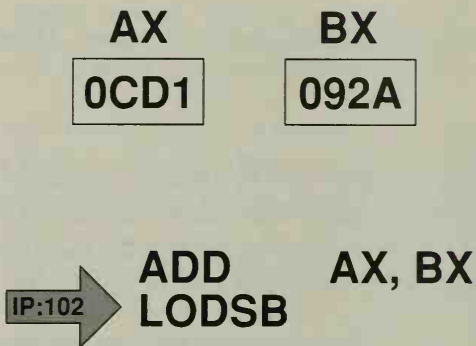 AX BX
0CD1 092A
ADD AX, BX
IP:102 LODSB